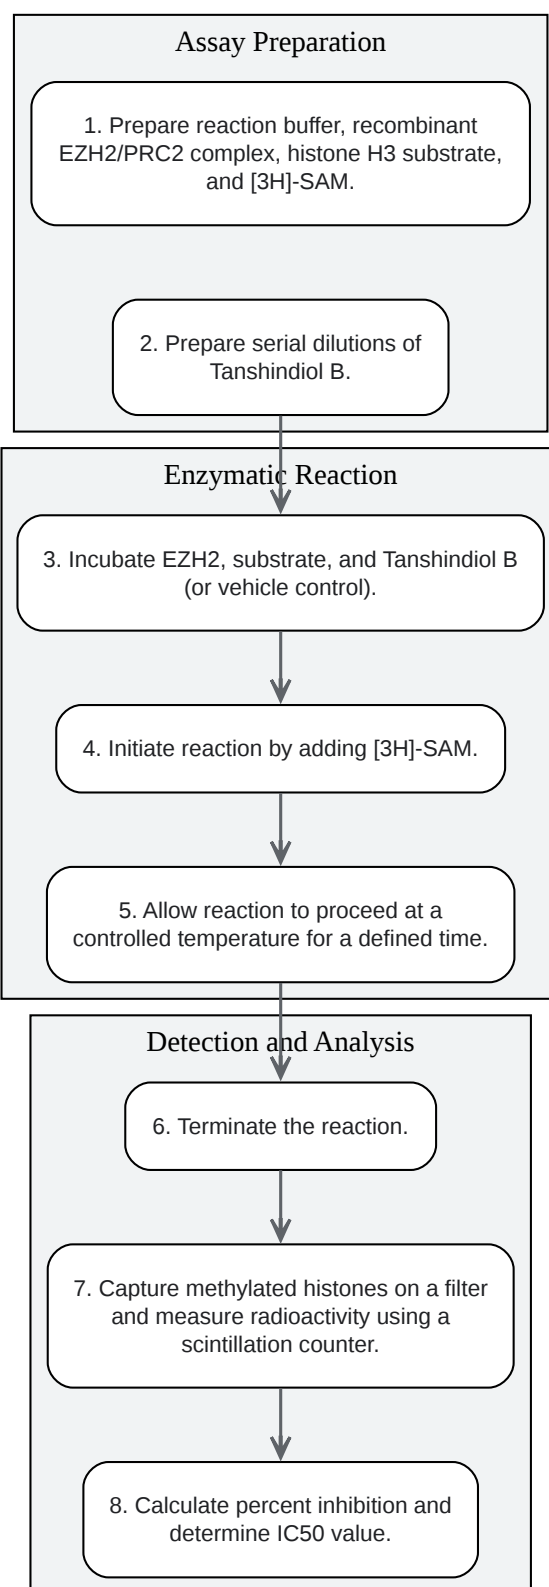 Assay Preparation
1. Prepare reaction buffer, recombinant
EZH2/PRC2 complex, histone H3 substrate,
and [3H]-SAM.
2. Prepare serial dilutions of
Tanshindiol B.
Enzymatic Reaction
3. Incubate EZH2, substrate, and Tanshindiol B
(or vehicle control).
4. Initiate reaction by adding [3H]-SAM.
5. Allow reaction to proceed at a
controlled temperature for a defined time.
Detection and Analysis
6. Terminate the reaction.
7. Capture methylated histones on a filter
and measure radioactivity using a
scintillation counter.
8. Calculate percent inhibition and
determine IC50 value.